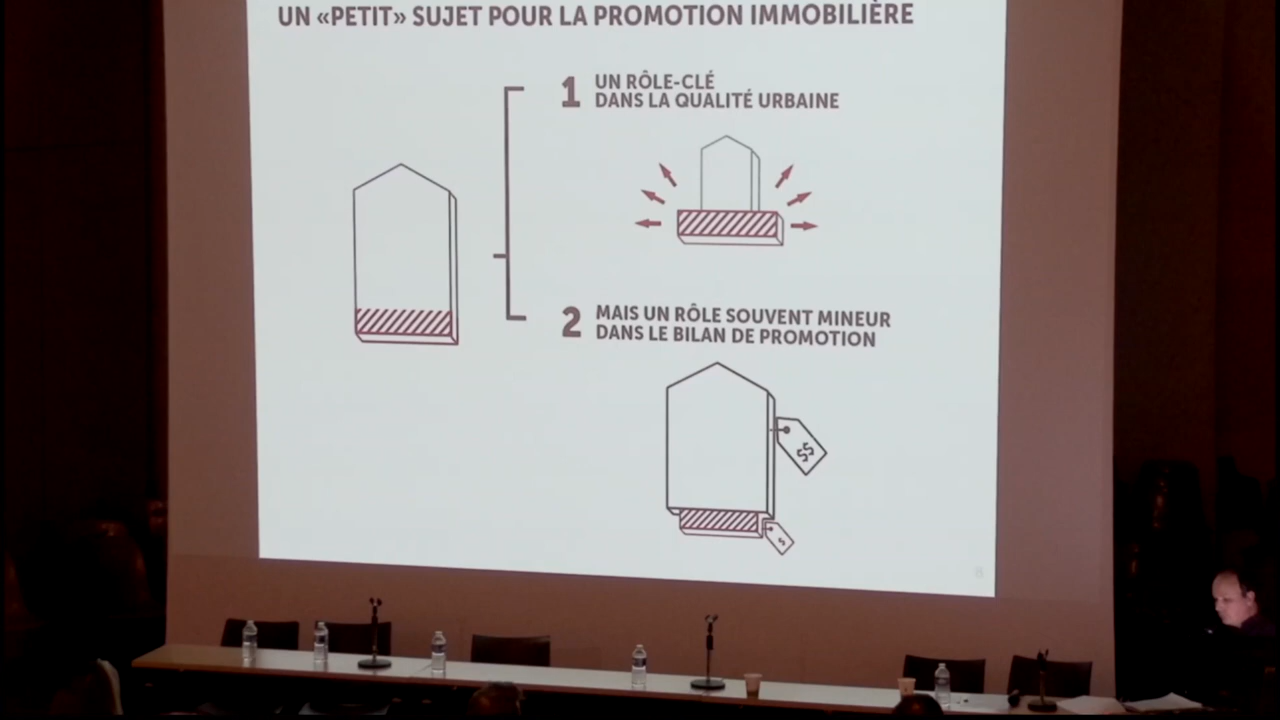 UN «PETIT» SUJET POUR LA PROMOTION IMMOBILIÈRE
1 UN RÔLE-CLÉ
DANS LA QUALITÉ URBAINE
2 MAIS UN RÔLE SOUVENT MINEUR
DANS LE BILAN DE PROMOTION
$$
$